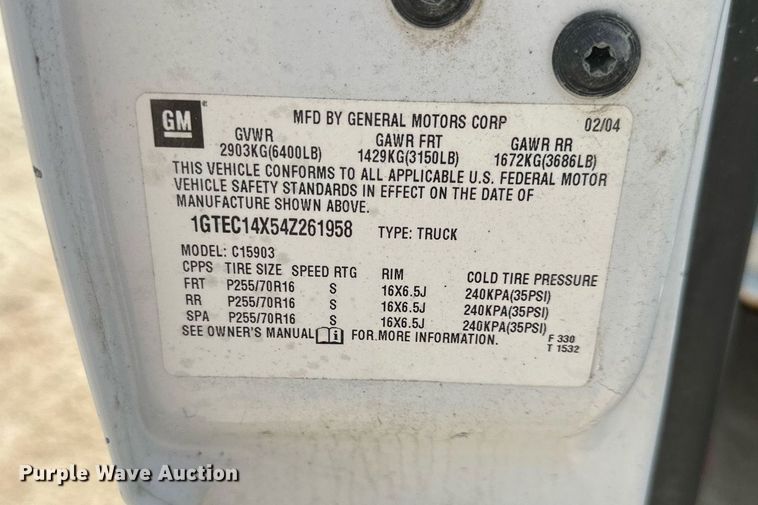 GM
MFD BY GENERAL MOTORS CORP 02/04
GVWR GAWR FRT GAWR RR
2903KG(6400LB) 1429KG(3150LB) 1672KG(3686LB)
THIS VEHICLE CONFORMS TO ALL APPLICABLE U.S. FEDERAL MOTOR
VEHICLE SAFETY STANDARDS IN EFFECT ON THE DATE OF
MANUFACTURE SHOWN ABOVE.
1GTEC14X54Z261958 TYPE: TRUCK
MODEL: C15903
CPPS TIRE SIZE SPEED RTG RIM COLD TIRE PRESSURE
FRT P255/70R16 S 16X6.5J 240KPA(35PSI)
RR P255/70R16 S 16X6.5J 240KPA(35PSI)
SPA P255/70R16 S 16X6.5J 240KPA(35PSI)
SEE OWNER'S MANUAL FOR MORE INFORMATION.
F 330
T 1532
Purple Wave Auction